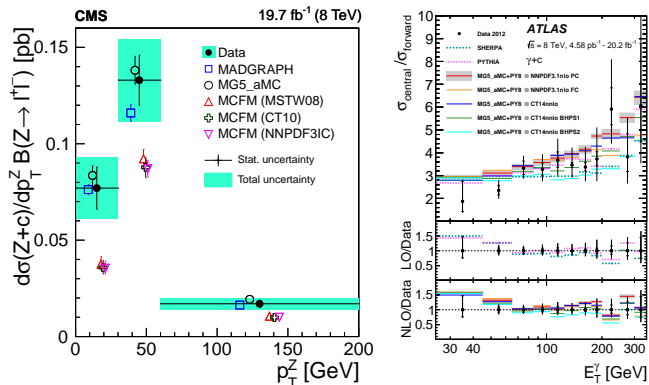 CMS 19.7 fb⁻¹ (8 TeV)
dσ(Z+c)/dp_T^Z B(Z → l⁺l⁻) [pb]
0.15
0.1
0.05
0
Data
MADGRAPH
MG5_aMC
MCFM (MSTW08)
MCFM (CT10)
MCFM (NNPDF3IC)
Stat. uncertainty
Total uncertainty
0 50 100 150 200
p_T^Z [GeV]
σ_central/σ_forward
10
9
8
7
6
5
4
3
2
Data 2012
SHERPA
PYTHIA
MG5_aMC+PY8 @ NNPDF3.1nlo PC
MG5_aMC+PY8 @ NNPDF3.1nlo FC
MG5_aMC+PY8 @ CT14nnlo
MG5_aMC+PY8 @ CT14nnlo BHPS1
MG5_aMC+PY8 @ CT14nnlo BHPS2
ATLAS
√s = 8 TeV, 4.58 pb⁻¹ - 20.2 fb⁻¹
γ+C
LO/Data
1.5
1
0.5
NLO/Data
1.5
1
0.5
30 40 100 200 300
E_T^γ [GeV]